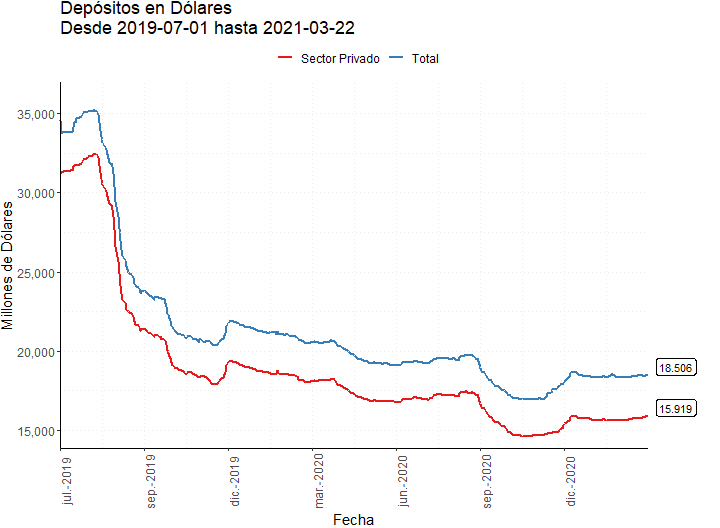 Depósitos en Dólares
Desde 2019-07-01 hasta 2021-03-22
Sector Privado Total
Millones de Dólares
35,000
30,000
25,000
20,000
15,000
18.506
15.919
jul.-2019 sep.-2019 dic.-2019 mar.-2020 jun.-2020 sep.-2020 dic.-2020
Fecha